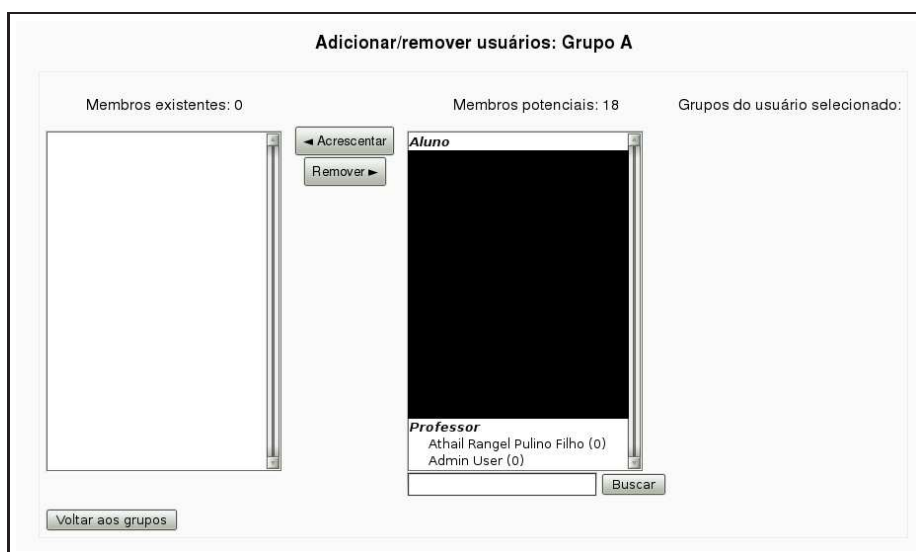 Adicionar/remover usuários: Grupo A
Membros existentes: 0
Membros potenciais: 18
Grupos do usuário selecionado:
◄ Acrescentar
Remover ►
Aluno
Professor
Athail Rangel Pulino Filho (0)
Admin User (0)
Buscar
Voltar aos grupos